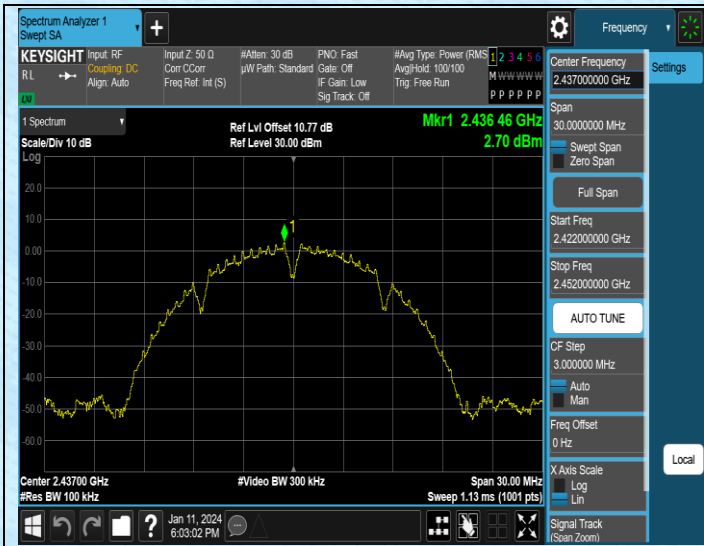 Spectrum Analyzer 1
Swept SA
Frequency
KEYSIGHT
RL
LXI
Input: RF
Coupling: DC
Align: Auto
Input Z: 50 Ω
Corr CCorr
Freq Ref: Int (S)
#Atten: 30 dB
µW Path: Standard
PNO: Fast
Gate: Off
IF Gain: Low
Sig Track: Off
#Avg Type: Power (RMS
Avg|Hold: 100/100
Trig: Free Run
1 2 3 4 5 6
M W W W W W
P P P P P P
Center Frequency
2.437000000 GHz
Settings
Span
30.0000000 MHz
Swept Span
Zero Span
Full Span
Start Freq
2.422000000 GHz
Stop Freq
2.452000000 GHz
AUTO TUNE
CF Step
3.000000 MHz
Auto
Man
Freq Offset
0 Hz
X Axis Scale
Log
Lin
Signal Track
(Span Zoom)
Local
1 Spectrum
Scale/Div 10 dB
Ref Lvl Offset 10.77 dB
Ref Level 30.00 dBm
Mkr1 2.436 46 GHz
2.70 dBm
Log
20.0
10.0
0.00
-10.0
-20.0
-30.0
-40.0
-50.0
-60.0
1
Center 2.43700 GHz
#Res BW 100 kHz
#Video BW 300 kHz
Span 30.00 MHz
Sweep 1.13 ms (1001 pts)
?
Jan 11, 2024
6:03:02 PM